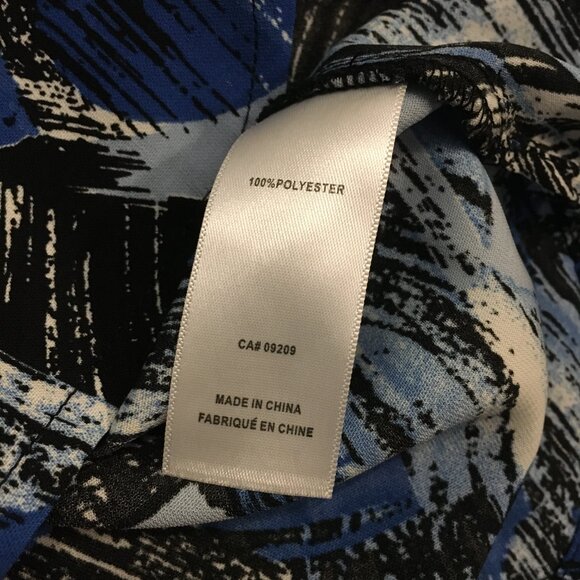 100%POLYESTER
CA# 09209
MADE IN CHINA
FABRIQUÉ EN CHINE